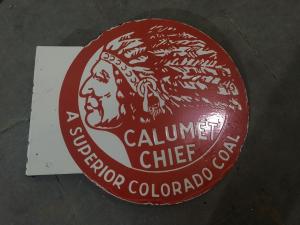 CALUMET
CHIEF
A SUPERIOR COLORADO COAL